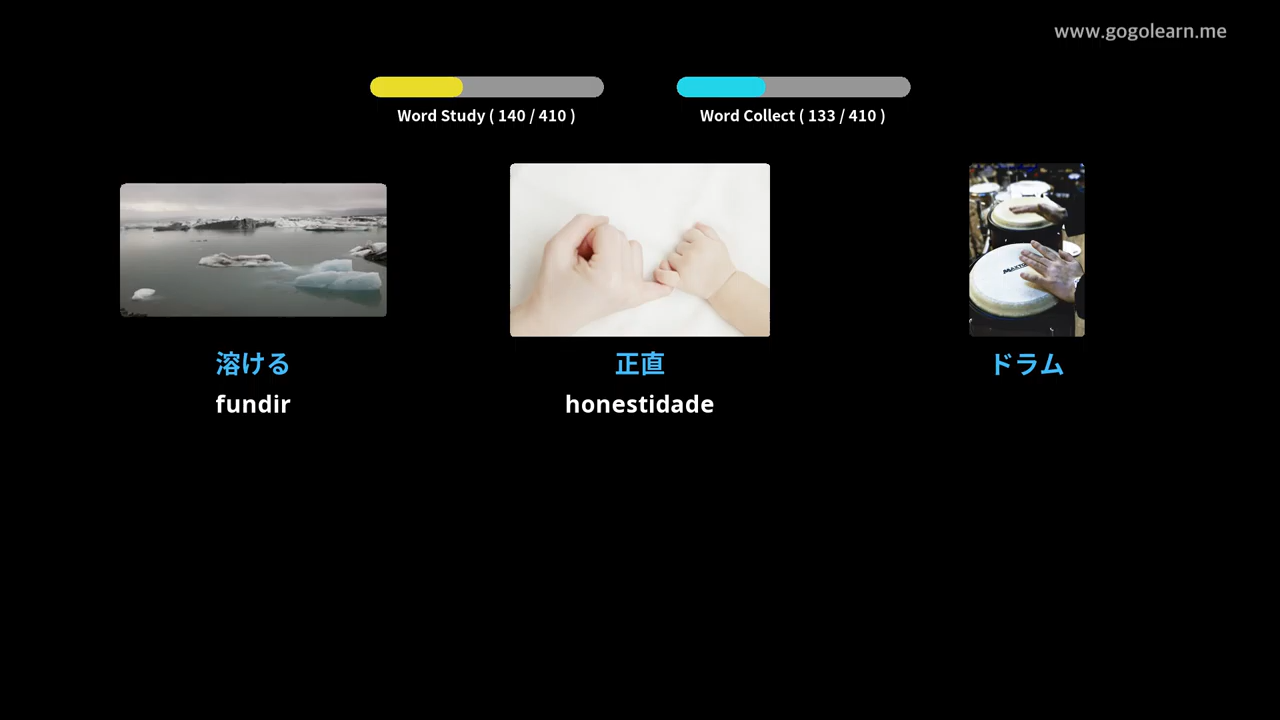 www.gogolearn.me
Word Study ( 140 / 410 )
Word Collect ( 133 / 410 )
溶ける
正直
ドラム
fundir
honestidade